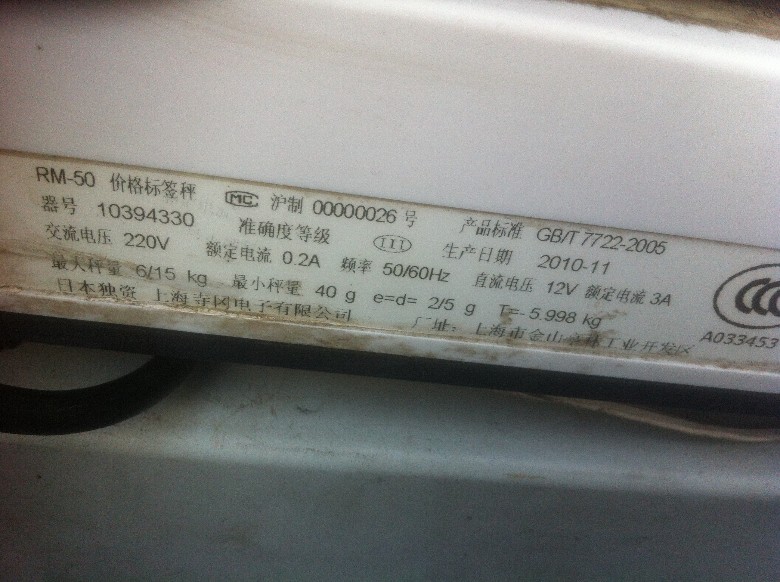 RM-50 价格标签秤 MC 沪制 00000026 号 产品标准 GB/T 7722-2005
器号 10394330 准确度等级 III 生产日期 2010-11
交流电压 220V 额定电流 0.2A 频率 50/60Hz 直流电压 12V 额定电流 3A
最大秤量 6/15 kg 最小秤量 40 g e=d= 2/5 g T=- 5.998 kg
日本独资 上海寺冈电子有限公司 厂址: 上海市金山 工业开发区
CCC
A033453